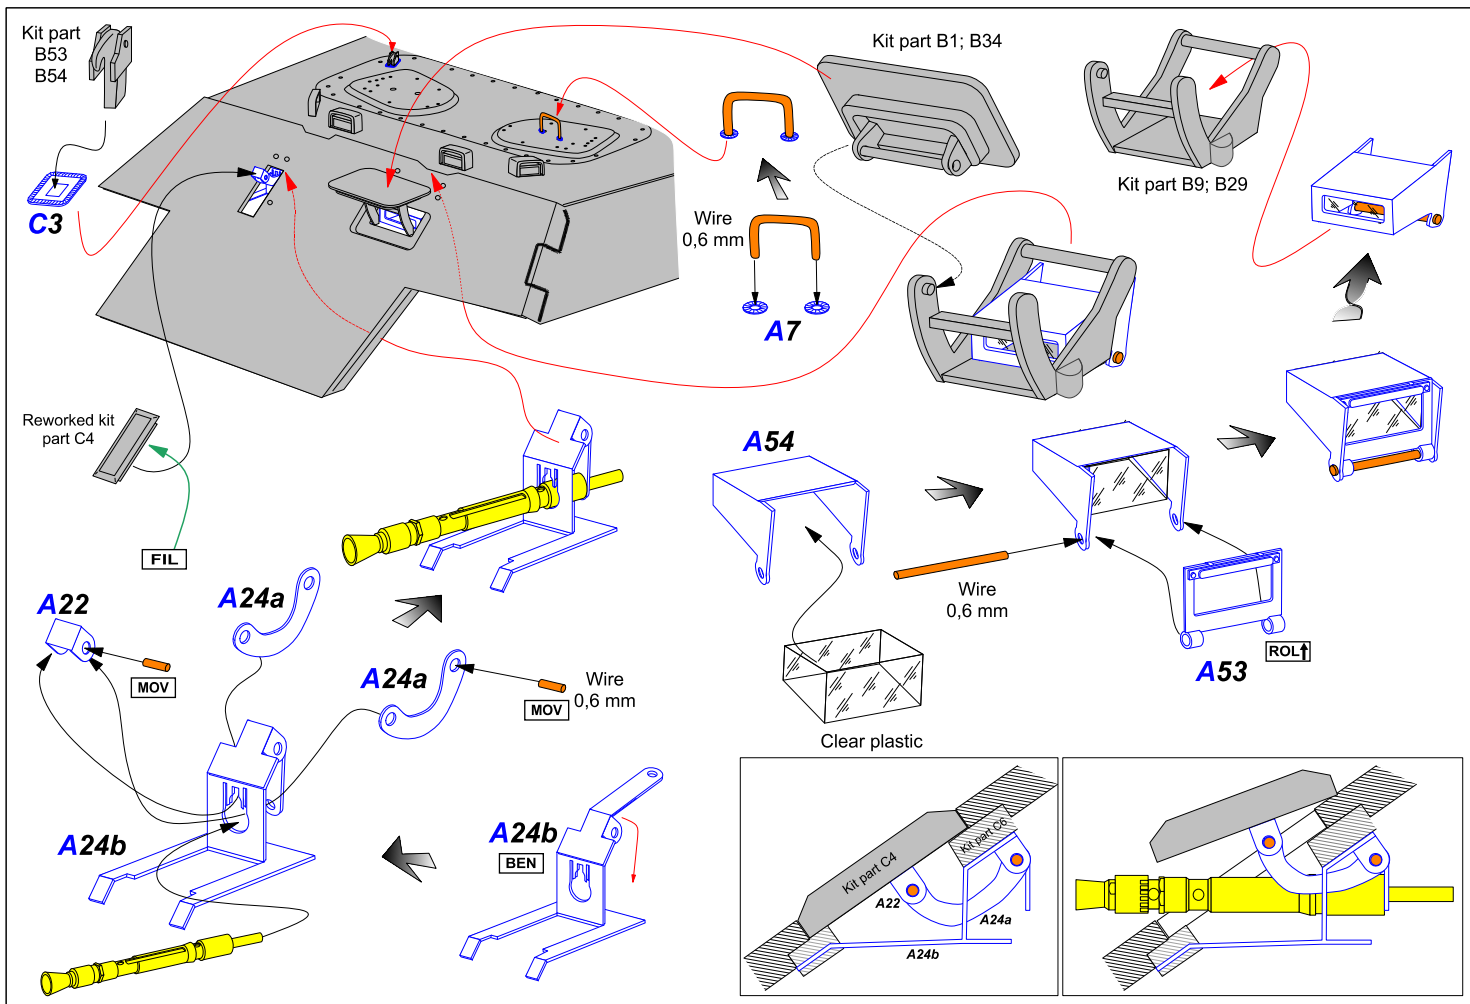 Kit part
B53
B54
C3
Kit part B1; B34
Kit part B9; B29
Wire
0,6 mm
A7
Reworked kit
part C4
FIL
A54
Wire
0,6 mm
A53
ROL
Clear plastic
A22
MOV
A24a
A24a
MOV
Wire
0,6 mm
A24b
A24b
BEN
Kit part C4
Kit part C6
A22
A24a
A24b